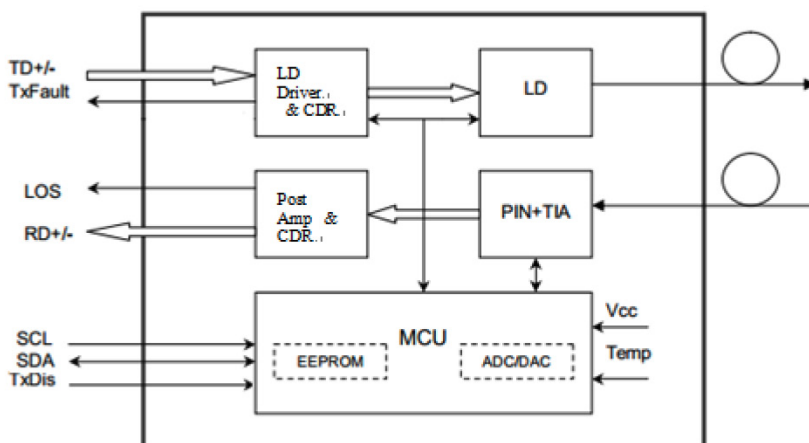 TD+/-
TxFault
LD
Driver.
& CDR.
LD
LOS
RD+/-
Post
Amp &
CDR..
PIN+TIA
SCL
SDA
TxDis
MCU
EEPROM
ADC/DAC
Vcc
Temp